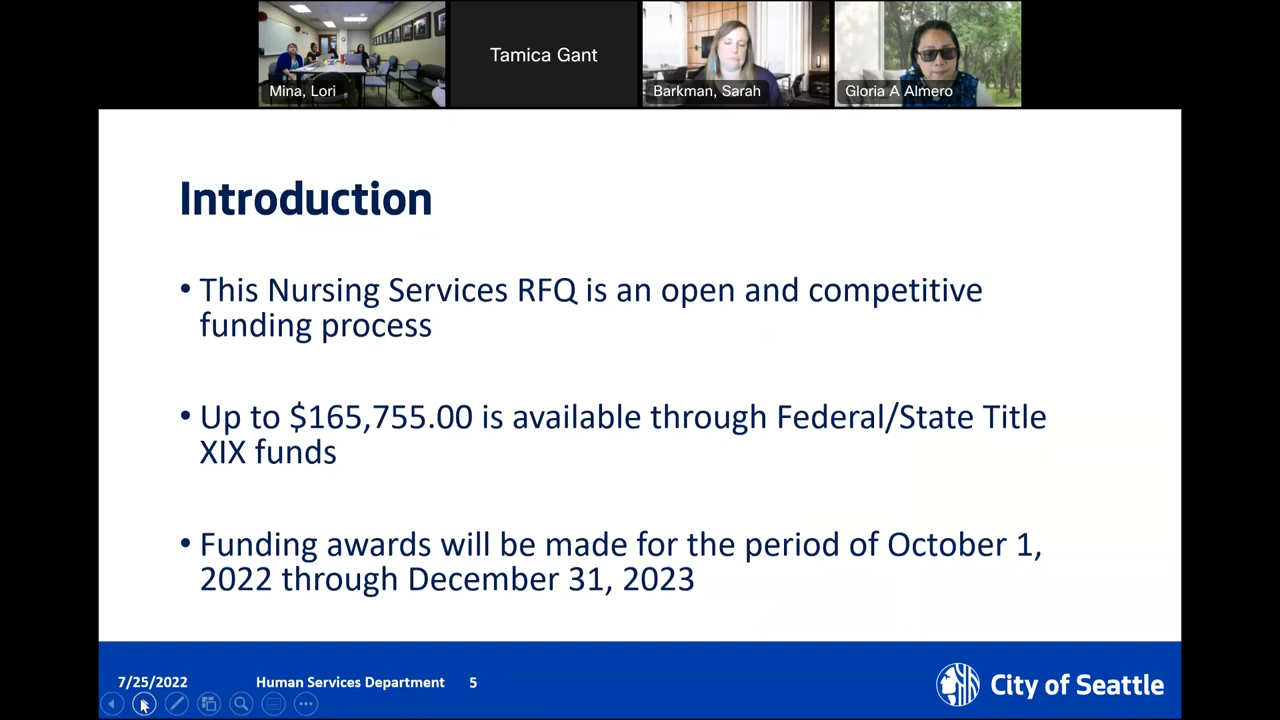 Mina, Lori
Tamica Gant
Barkman, Sarah
Gloria A Almero
Introduction
• This Nursing Services RFQ is an open and competitive
funding process
• Up to $165,755.00 is available through Federal/State Title
XIX funds
• Funding awards will be made for the period of October 1,
2022 through December 31, 2023
7/25/2022 Human Services Department 5
City of Seattle